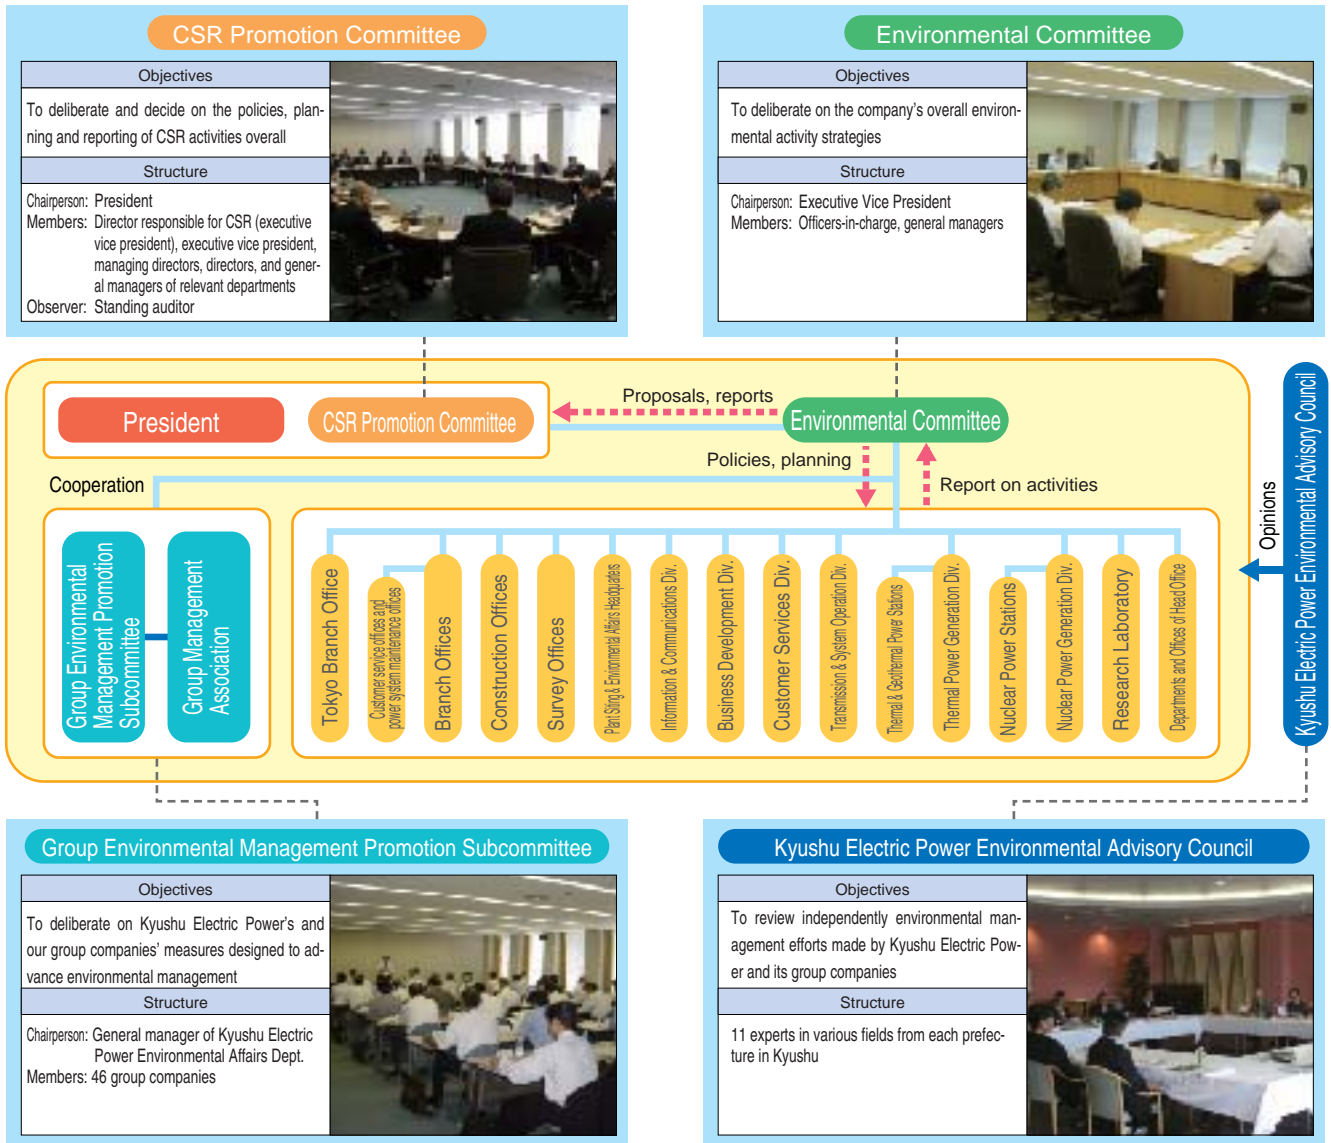 CSR Promotion Committee
Objectives
To deliberate and decide on the policies, plan-
ning and reporting of CSR activities overall
Structure
Chairperson: President
Members: Director responsible for CSR (executive
vice president), executive vice president,
managing directors, directors, and gener-
al managers of relevant departments
Observer: Standing auditor
Environmental Committee
Objectives
To deliberate on the company's overall environ-
mental activity strategies
Structure
Chairperson: Executive Vice President
Members: Officers-in-charge, general managers
President
CSR Promotion Committee
Proposals, reports
Environmental Committee
Policies, planning
Report on activities
Cooperation
Group Environmental
Management Promotion
Subcommittee
Group Management
Association
Tokyo Branch Office
Customer service offices and
power system maintenance offices
Branch Offices
Construction Offices
Survey Offices
Plant Siting & Environmental Affairs Headquaters
Information & Communications Div.
Business Development Div.
Customer Services Div.
Transmission & System Operation Div.
Thermal & Geothermal Power Stations
Thermal Power Generation Div.
Nuclear Power Stations
Nuclear Power Generation Div.
Research Laboratory
Departments and Offices of Head Office
Opinions
Kyushu Electric Power Environmental Advisory Council
Group Environmental Management Promotion Subcommittee
Objectives
To deliberate on Kyushu Electric Power's and
our group companies' measures designed to ad-
vance environmental management
Structure
Chairperson: General manager of Kyushu Electric
Power Environmental Affairs Dept.
Members: 46 group companies
Kyushu Electric Power Environmental Advisory Council
Objectives
To review independently environmental man-
agement efforts made by Kyushu Electric Pow-
er and its group companies
Structure
11 experts in various fields from each prefec-
ture in Kyushu